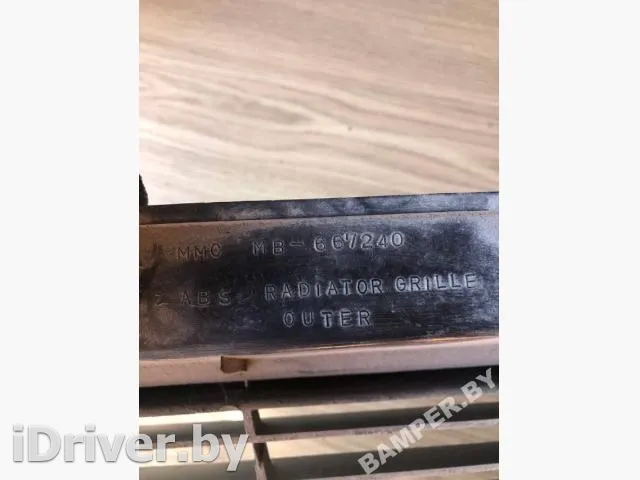 MMC MB-667240
>ABS< RADIATOR GRILLE
OUTER
BAMPER.BY
iDriver.by